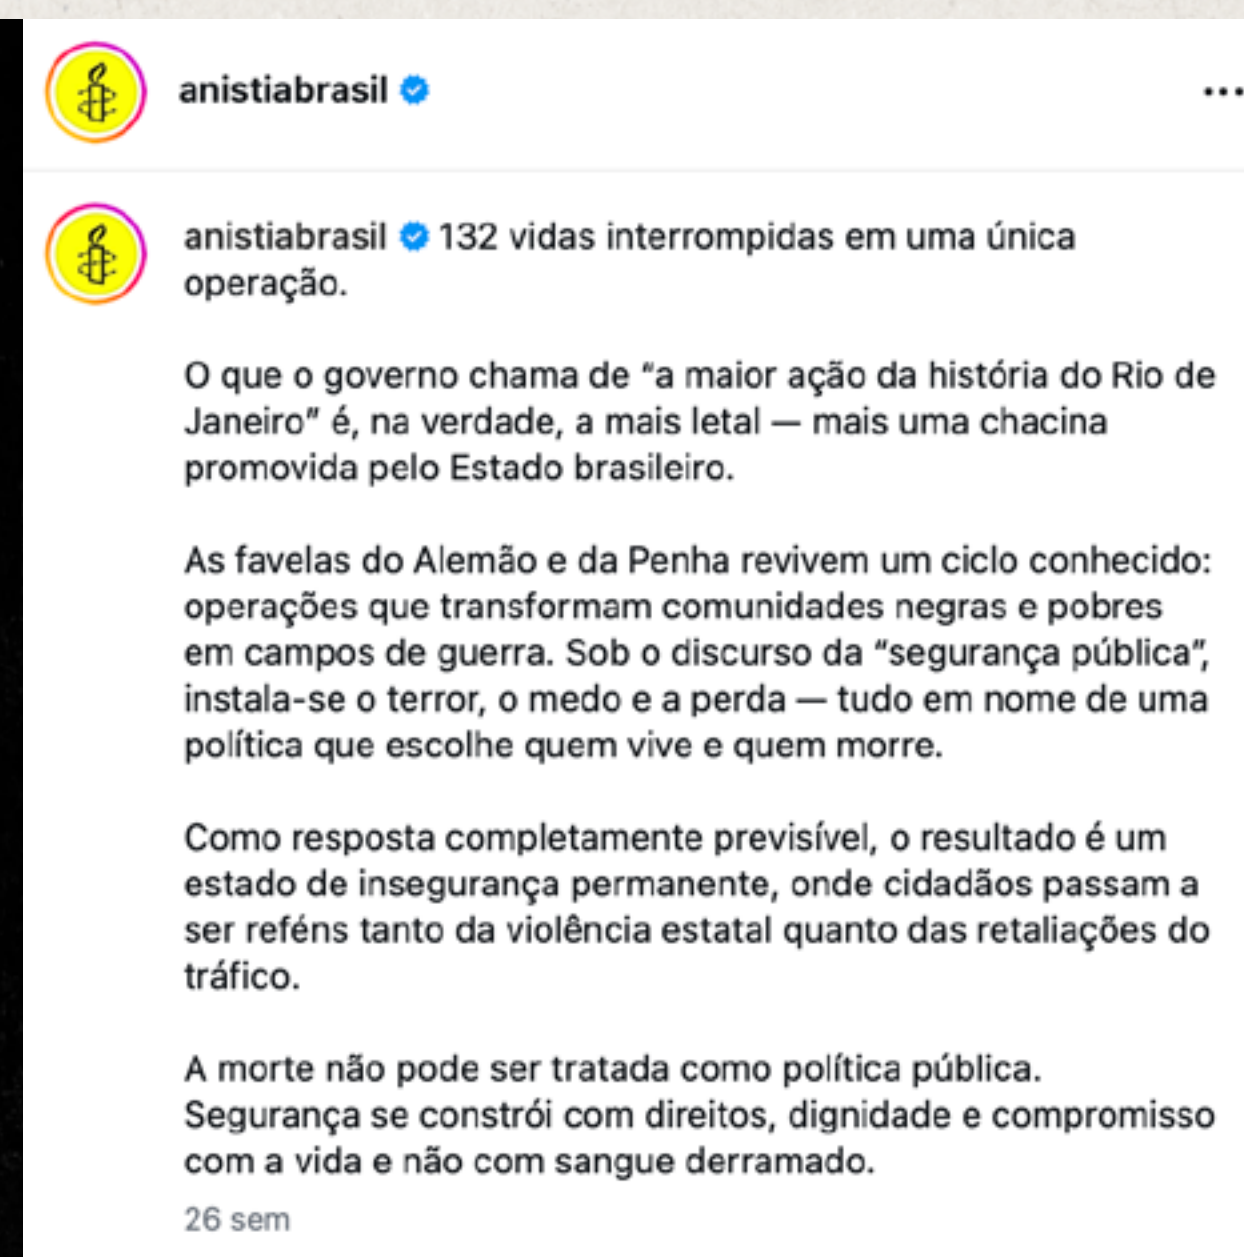 anistiabrasil
anistiabrasil 132 vidas interrompidas em uma única
operação.
O que o governo chama de “a maior ação da história do Rio de
Janeiro” é, na verdade, a mais letal — mais uma chacina
promovida pelo Estado brasileiro.
As favelas do Alemão e da Penha revivem um ciclo conhecido:
operações que transformam comunidades negras e pobres
em campos de guerra. Sob o discurso da “segurança pública”,
instala-se o terror, o medo e a perda — tudo em nome de uma
política que escolhe quem vive e quem morre.
Como resposta completamente previsível, o resultado é um
estado de insegurança permanente, onde cidadãos passam a
ser reféns tanto da violência estatal quanto das retaliações do
tráfico.
A morte não pode ser tratada como política pública.
Segurança se constrói com direitos, dignidade e compromisso
com a vida e não com sangue derramado.
26 sem